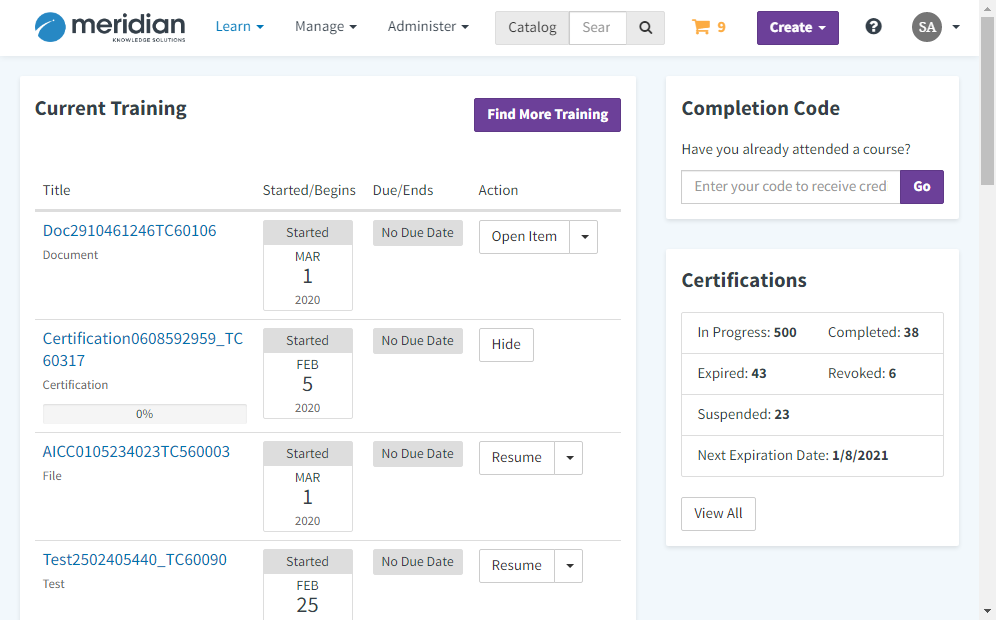 meridian
KNOWLEDGE SOLUTIONS
Learn Manage Administer Catalog Sear 9 Create SA
Current Training
Find More Training
Title Started/Begins Due/Ends Action
Doc2910461246TC60106
Document
Started
MAR
1
2020
No Due Date
Open Item
Certification0608592959_TC
60317
Certification
0%
Started
FEB
5
2020
No Due Date
Hide
AICC0105234023TC560003
File
Started
MAR
1
2020
No Due Date
Resume
Test2502405440_TC60090
Test
Started
FEB
25
No Due Date
Resume
Completion Code
Have you already attended a course?
Enter your code to receive cred Go
Certifications
In Progress: 500 Completed: 38
Expired: 43 Revoked: 6
Suspended: 23
Next Expiration Date: 1/8/2021
View All